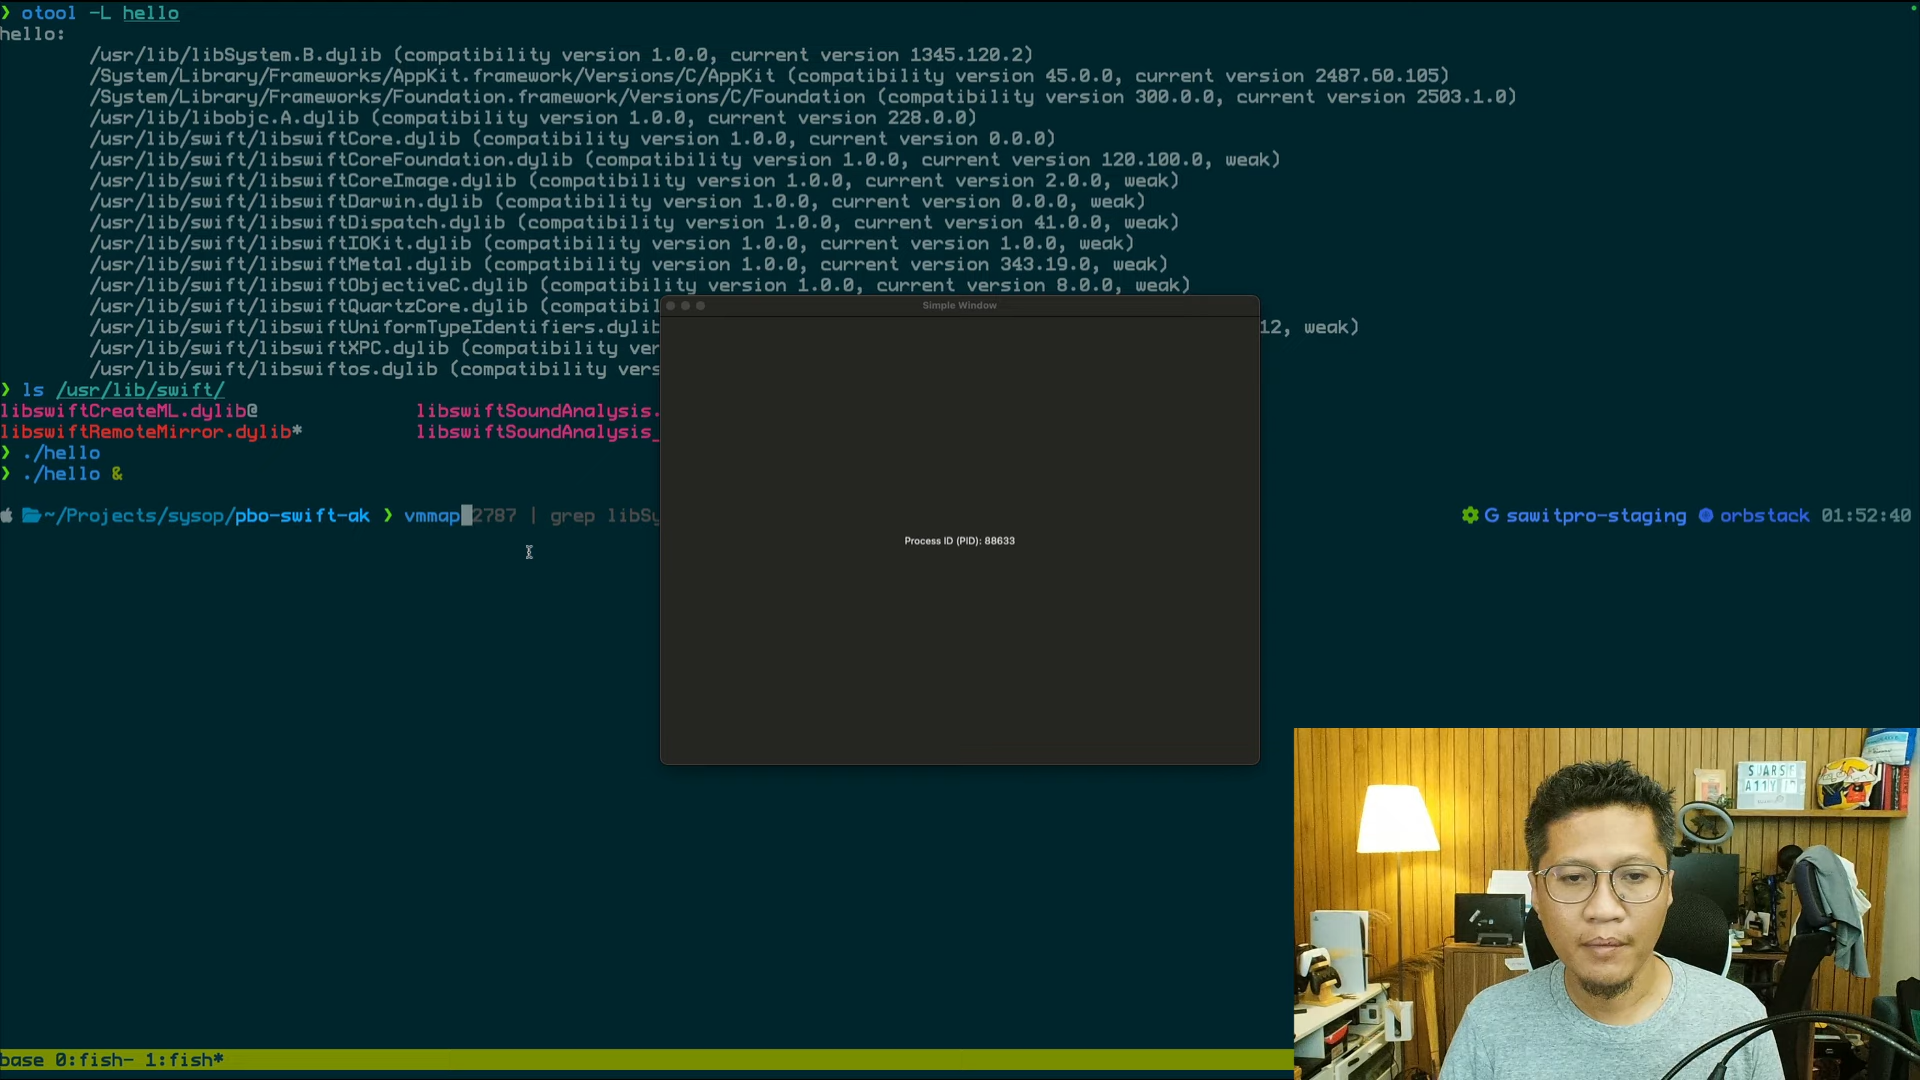 ❯ otool -L hello
hello:
/usr/lib/libSystem.B.dylib (compatibility version 1.0.0, current version 1345.120.2)
/System/Library/Frameworks/AppKit.framework/Versions/C/AppKit (compatibility version 45.0.0, current version 2487.60.105)
/System/Library/Frameworks/Foundation.framework/Versions/C/Foundation (compatibility version 300.0.0, current version 2503.1.0)
/usr/lib/libobjc.A.dylib (compatibility version 1.0.0, current version 228.0.0)
/usr/lib/swift/libswiftCore.dylib (compatibility version 1.0.0, current version 0.0.0)
/usr/lib/swift/libswiftCoreFoundation.dylib (compatibility version 1.0.0, current version 120.100.0, weak)
/usr/lib/swift/libswiftCoreImage.dylib (compatibility version 1.0.0, current version 2.0.0, weak)
/usr/lib/swift/libswiftDarwin.dylib (compatibility version 1.0.0, current version 0.0.0, weak)
/usr/lib/swift/libswiftDispatch.dylib (compatibility version 1.0.0, current version 41.0.0, weak)
/usr/lib/swift/libswiftIOKit.dylib (compatibility version 1.0.0, current version 1.0.0, weak)
/usr/lib/swift/libswiftMetal.dylib (compatibility version 1.0.0, current version 343.19.0, weak)
/usr/lib/swift/libswiftObjectiveC.dylib (compatibility version 1.0.0, current version 8.0.0, weak)
/usr/lib/swift/libswiftQuartzCore.dylib (compatibil
/usr/lib/swift/libswiftUniformTypeIdentifiers.dylib 12, weak)
/usr/lib/swift/libswiftXPC.dylib (compatibility ver
/usr/lib/swift/libswiftos.dylib (compatibility vers
❯ ls /usr/lib/swift/
libswiftCreateML.dylib@ libswiftSoundAnalysis.
libswiftRemoteMirror.dylib* libswiftSoundAnalysis_
❯ ./hello
❯ ./hello &
~/Projects/sysop/pbo-swift-ak ❯ vmmap 2787 | grep libSy
G sawitpro-staging orbstack 01:52:40
Simple Window
Process ID (PID): 88633
base 0:fish- 1:fish*